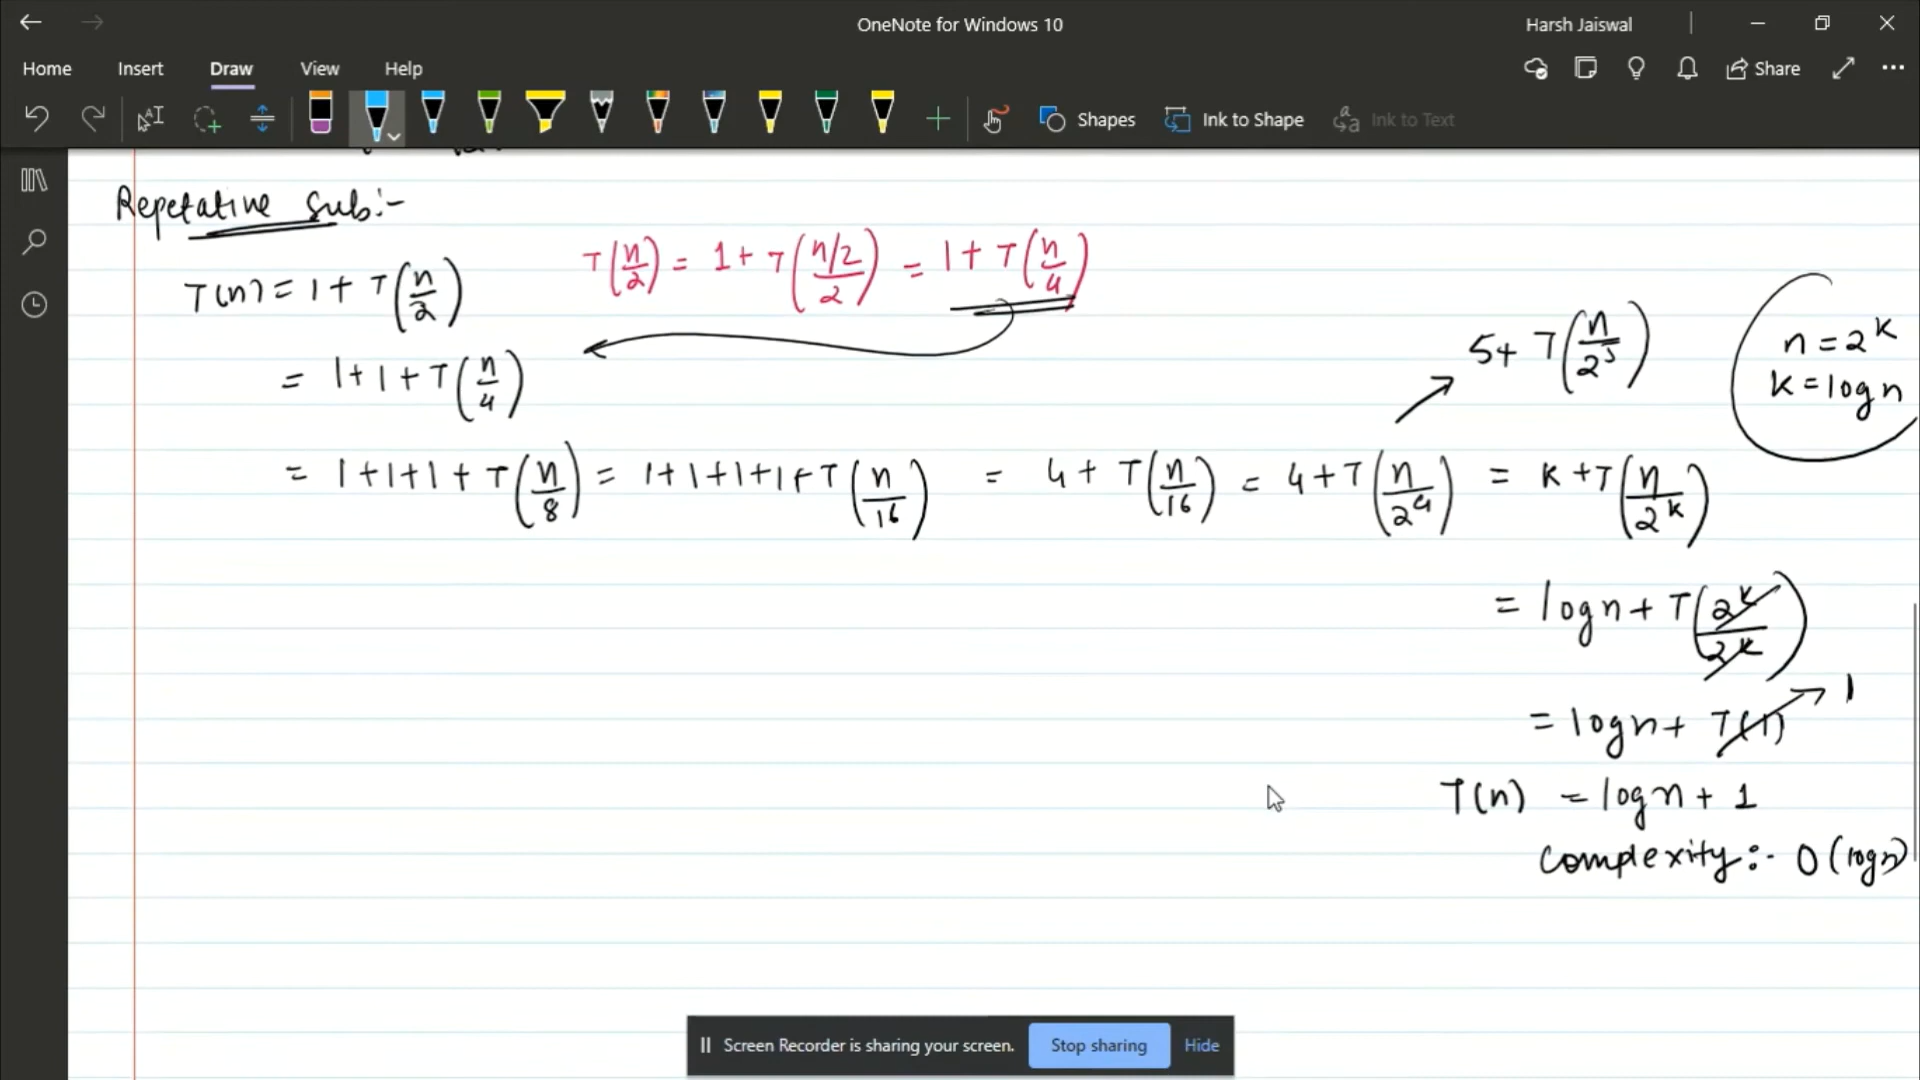 OneNote for Windows 10
Harsh Jaiswal
Home Insert Draw View Help
Share
Shapes Ink to Shape Ink to Text
Repetative sub:-
T(n) = 1 + T(n/2)
T(n/2) = 1 + T((n/2)/2) = 1 + T(n/4)
= 1+1+T(n/4)
5+ T(n/2^5)
n = 2^k
k = log n
= 1+1+1+T(n/8) = 1+1+1+1+T(n/16) = 4 + T(n/16) = 4+T(n/2^4) = k+T(n/2^k)
= log n + T(2^k/2^k)
= log n + T(1) 1
T(n) = log n + 1
Complexity:- O(log n)
Screen Recorder is sharing your screen. Stop sharing Hide